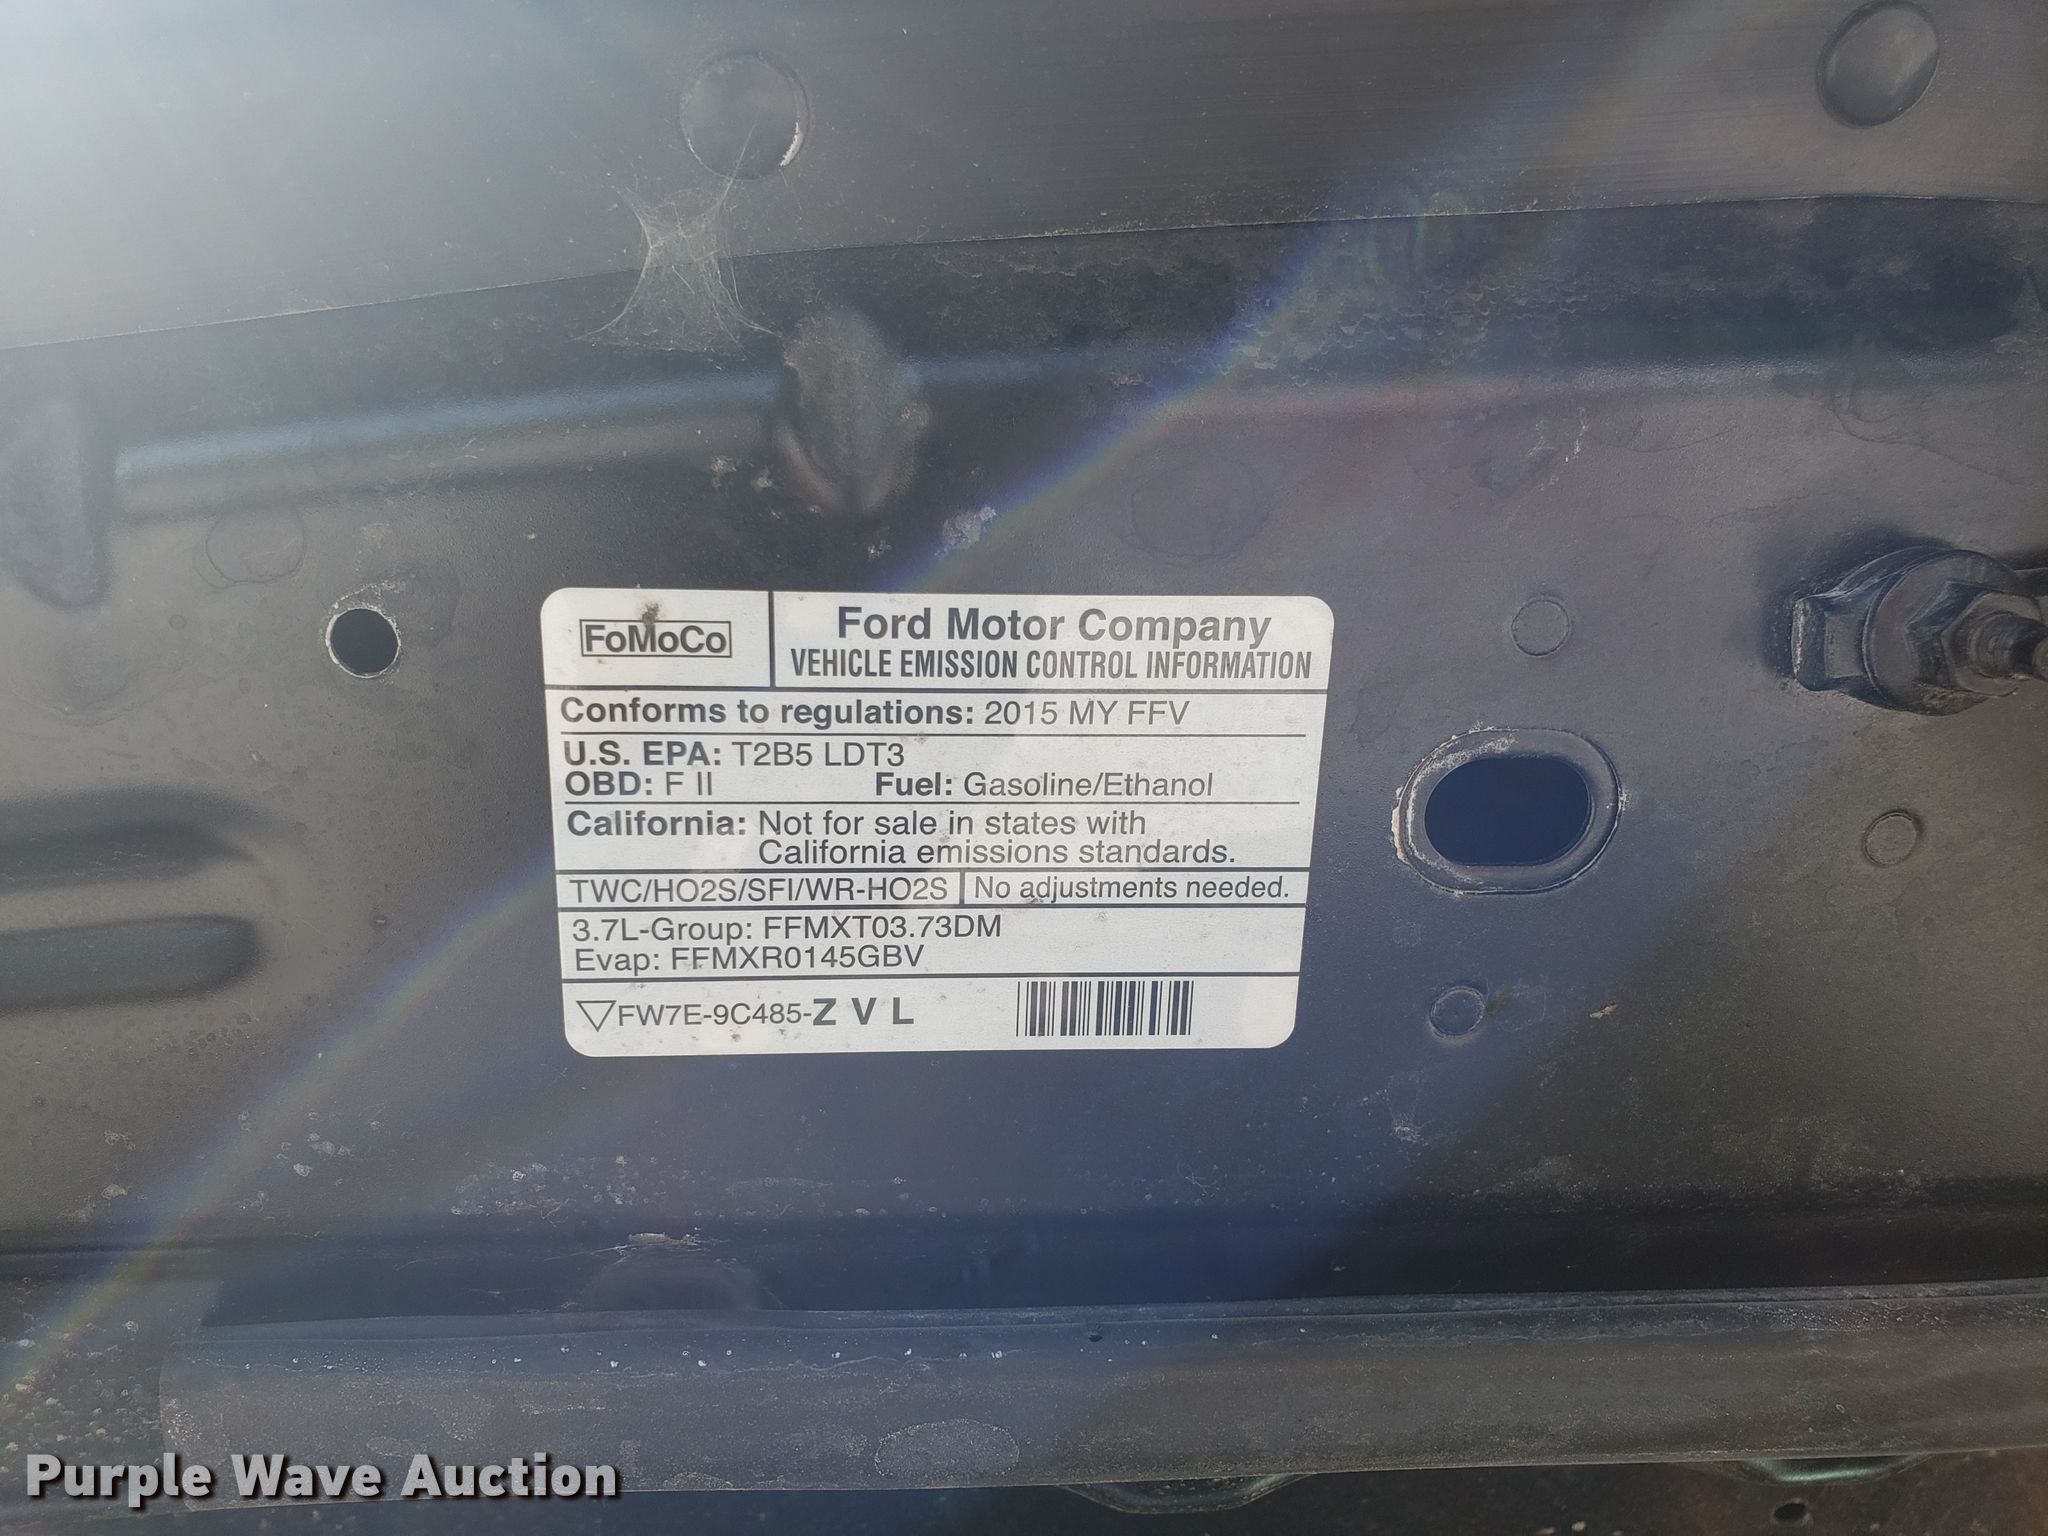 FoMoCo
Ford Motor Company
VEHICLE EMISSION CONTROL INFORMATION
Conforms to regulations: 2015 MY FFV
U.S. EPA: T2B5 LDT3
OBD: F II Fuel: Gasoline/Ethanol
California: Not for sale in states with
California emissions standards.
TWC/HO2S/SFI/WR-HO2S No adjustments needed.
3.7L-Group: FFMXT03.73DM
Evap: FFMXR0145GBV
FW7E-9C485-Z V L
Purple Wave Auction